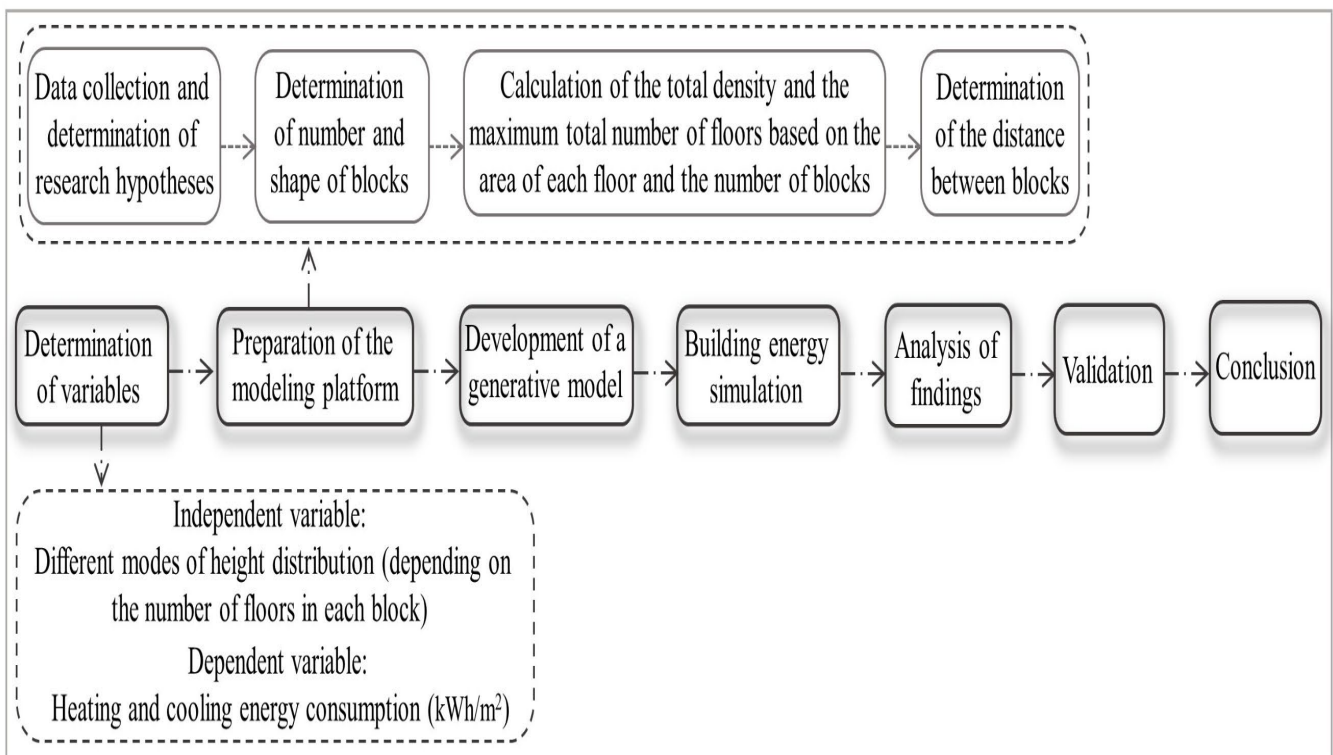 Data collection and
determination of
research hypotheses
Determination
of number and
shape of blocks
Calculation of the total density and the
maximum total number of floors based on the
area of each floor and the number of blocks
Determination
of the distance
between blocks
Determination
of variables
Preparation of the
modeling platform
Development of a
generative model
Building energy
simulation
Analysis of
findings
Validation
Conclusion
Independent variable:
Different modes of height distribution (depending on
the number of floors in each block)
Dependent variable:
Heating and cooling energy consumption (kWh/m²)